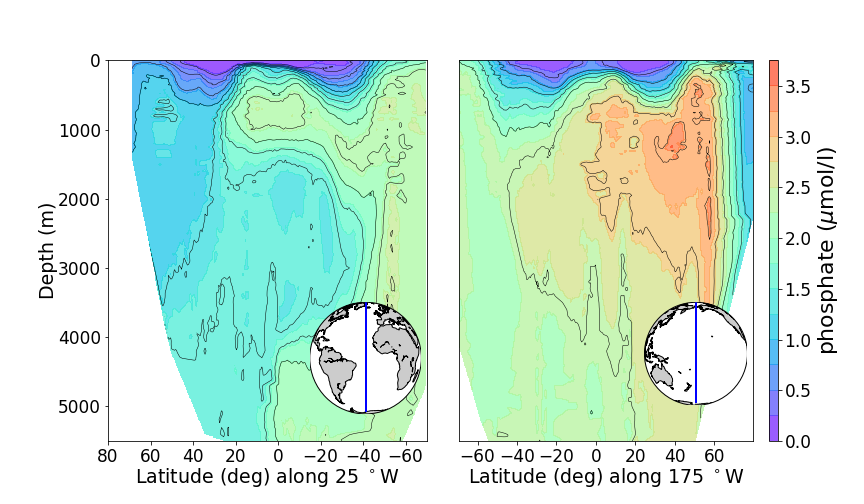 0
1000
2000
3000
4000
5000
Depth (m)
80 60 40 20 0 −20 −40 −60
Latitude (deg) along 25 °W
−60 −40 −20 0 20 40 60
Latitude (deg) along 175 °W
3.5
3.0
2.5
2.0
1.5
1.0
0.5
0.0
phosphate (μmol/l)